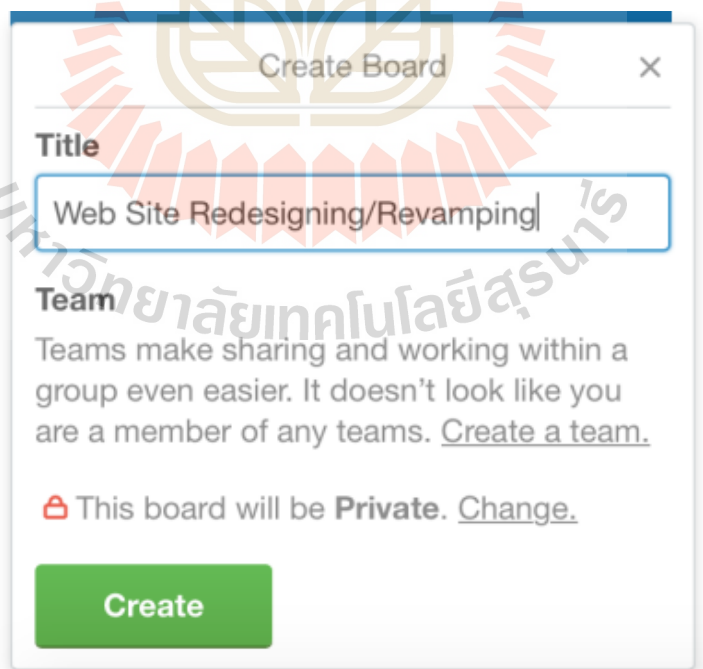 Create Board
Title
Web Site Redesigning/Revamping
Team
Teams make sharing and working within a
group even easier. It doesn’t look like you
are a member of any teams. Create a team.
This board will be Private. Change.
Create
มหาวิทยาลัยเทคโนโลยีสุรนารี